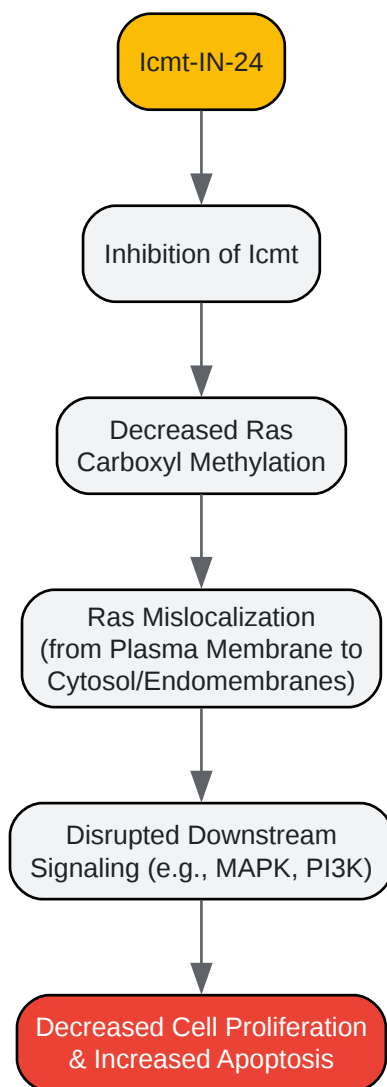 Icmt-IN-24
Inhibition of Icmt
Decreased Ras
Carboxyl Methylation
Ras Mislocalization
(from Plasma Membrane to
Cytosol/Endomembranes)
Disrupted Downstream
Signaling (e.g., MAPK, PI3K)
Decreased Cell Proliferation
& Increased Apoptosis